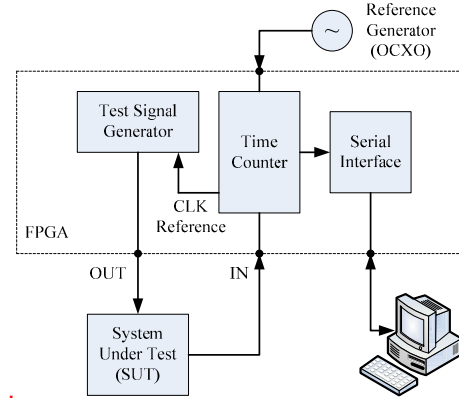 Reference
Generator
(OCXO)
~
Test Signal
Generator
Time
Counter
Serial
Interface
CLK
Reference
FPGA
OUT
IN
System
Under Test
(SUT)